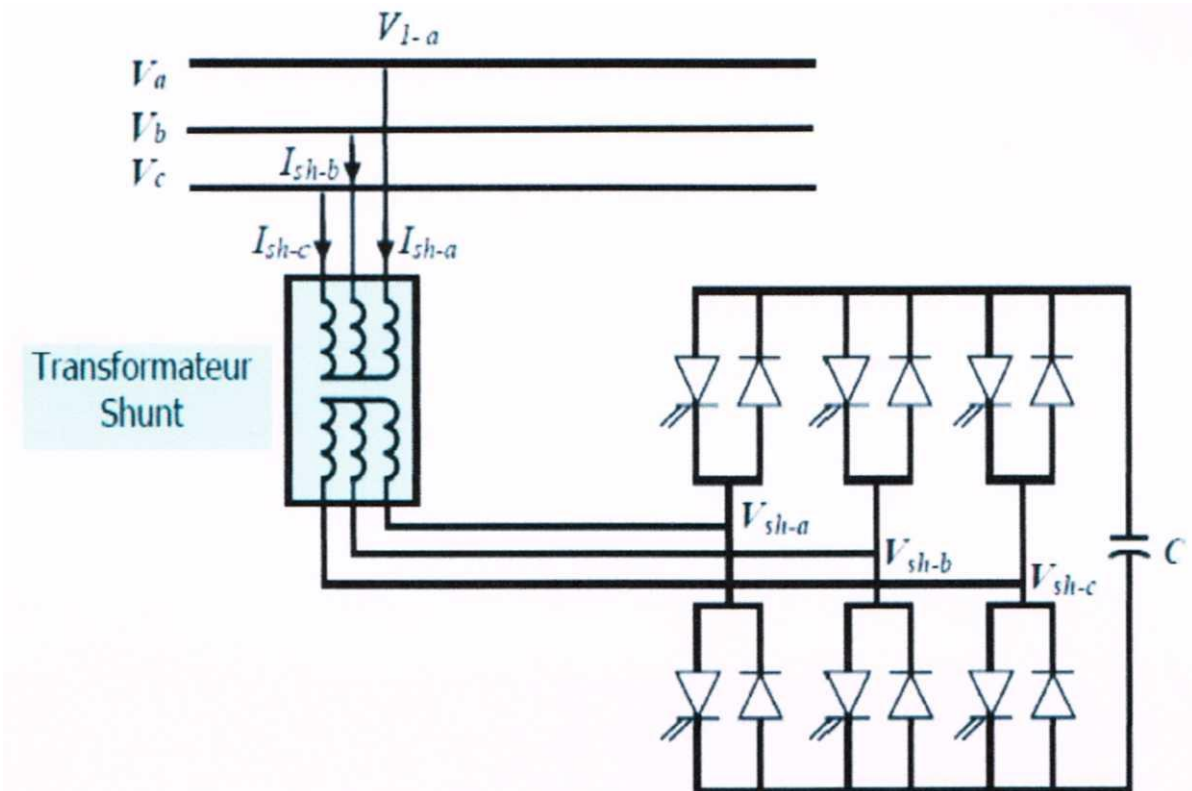 V1-a
Va
Vb
Vc
Ish-b
Ish-c
Ish-a
Transformateur
Shunt
Vsh-a
Vsh-b
Vsh-c
C